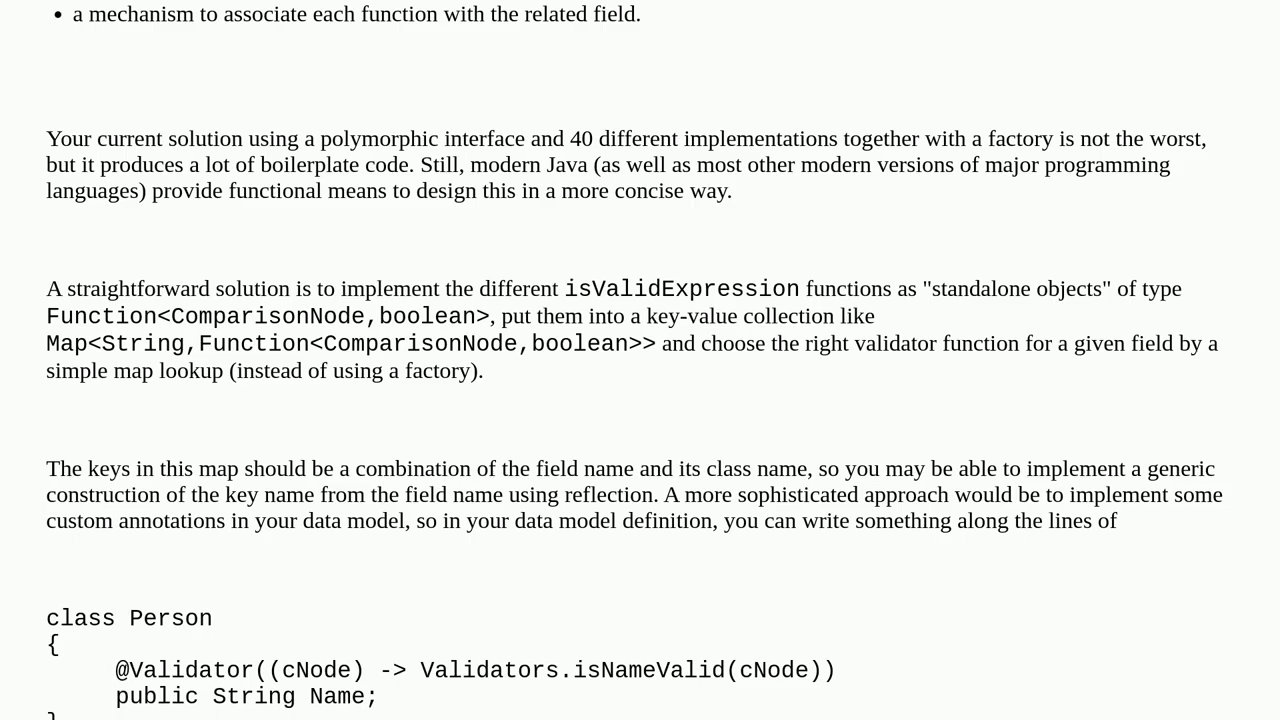 • a mechanism to associate each function with the related field.
Your current solution using a polymorphic interface and 40 different implementations together with a factory is not the worst,
but it produces a lot of boilerplate code. Still, modern Java (as well as most other modern versions of major programming
languages) provide functional means to design this in a more concise way.
A straightforward solution is to implement the different isValidExpression functions as "standalone objects" of type
Function<ComparisonNode,boolean>, put them into a key-value collection like
Map<String,Function<ComparisonNode,boolean>> and choose the right validator function for a given field by a
simple map lookup (instead of using a factory).
The keys in this map should be a combination of the field name and its class name, so you may be able to implement a generic
construction of the key name from the field name using reflection. A more sophisticated approach would be to implement some
custom annotations in your data model, so in your data model definition, you can write something along the lines of
class Person
{
     @Validator((cNode) -> Validators.isNameValid(cNode))
     public String Name;
}